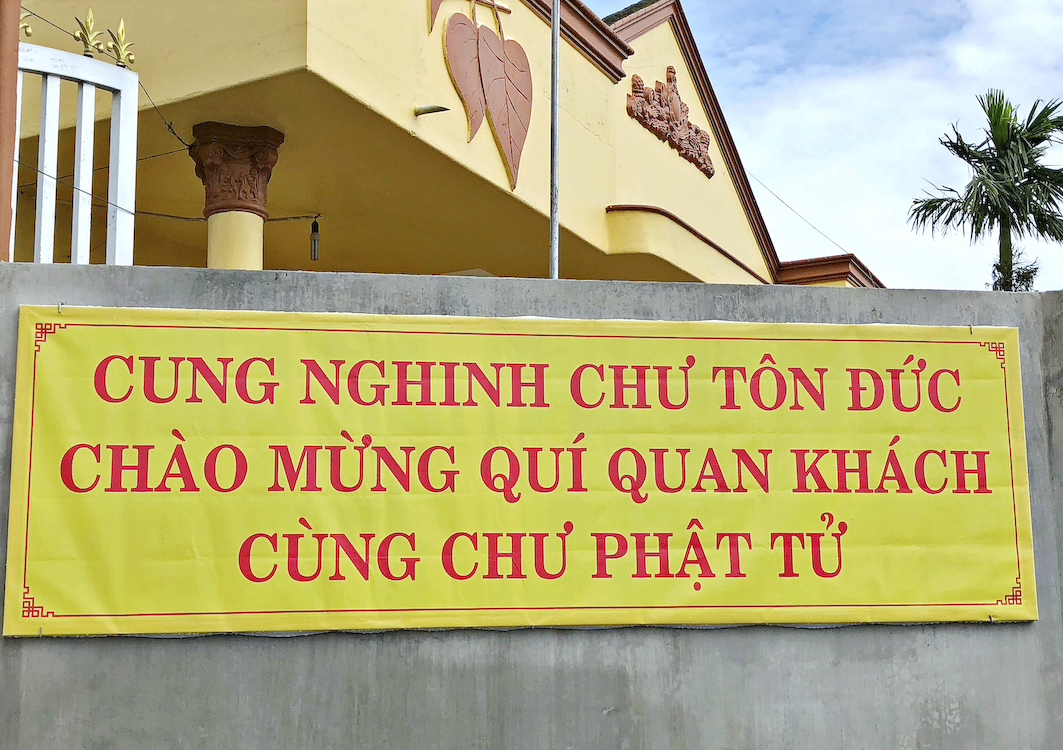 CUNG NGHINH CHƯ TÔN ĐỨC
CHÀO MỪNG QUÍ QUAN KHÁCH
CÙNG CHƯ PHẬT TỬ